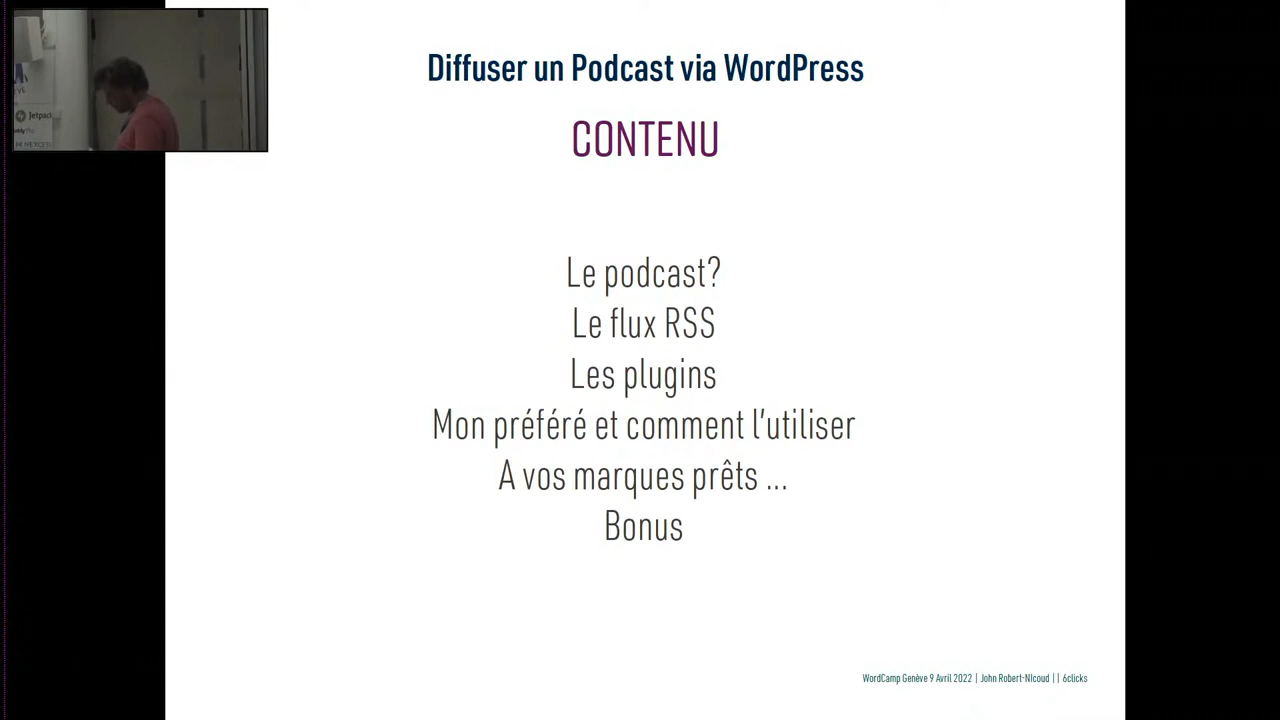 Diffuser un Podcast via WordPress
CONTENU
Le podcast?
Le flux RSS
Les plugins
Mon préféré et comment l'utiliser
A vos marques prêts ...
Bonus
WordCamp Genève 9 Avril 2022 | John Robert-NIcoud || 6clicks
Jetpack